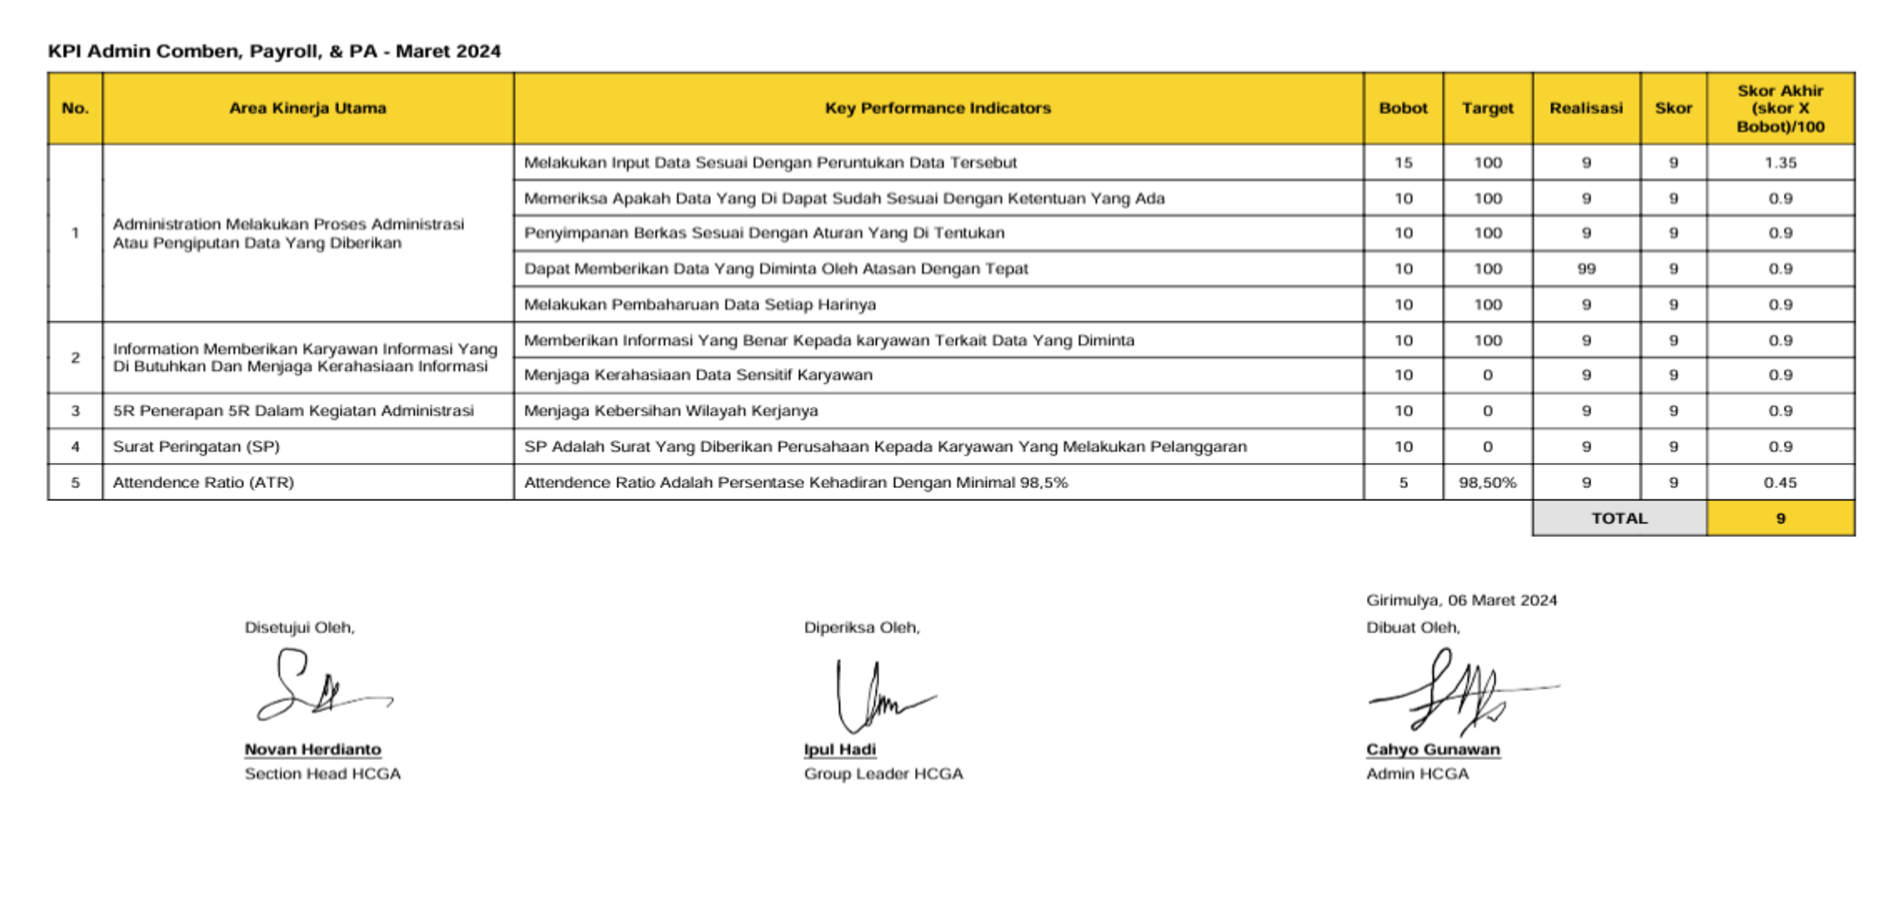 KPI Admin Comben, Payroll, & PA - Maret 2024
No. Area Kinerja Utama Key Performance Indicators Bobot Target Realisasi Skor Skor Akhir (skor X Bobot)/100
1 Administration Melakukan Proses Administrasi Atau Pengiputan Data Yang Diberikan
Melakukan Input Data Sesuai Dengan Peruntukan Data Tersebut 15 100 9 9 1.35
Memeriksa Apakah Data Yang Di Dapat Sudah Sesuai Dengan Ketentuan Yang Ada 10 100 9 9 0.9
Penyimpanan Berkas Sesuai Dengan Aturan Yang Di Tentukan 10 100 9 9 0.9
Dapat Memberikan Data Yang Diminta Oleh Atasan Dengan Tepat 10 100 99 9 0.9
Melakukan Pembaharuan Data Setiap Harinya 10 100 9 9 0.9
2 Information Memberikan Karyawan Informasi Yang Di Butuhkan Dan Menjaga Kerahasiaan Informasi
Memberikan Informasi Yang Benar Kepada karyawan Terkait Data Yang Diminta 10 100 9 9 0.9
Menjaga Kerahasiaan Data Sensitif Karyawan 10 0 9 9 0.9
3 5R Penerapan 5R Dalam Kegiatan Administrasi Menjaga Kebersihan Wilayah Kerjanya 10 0 9 9 0.9
4 Surat Peringatan (SP) SP Adalah Surat Yang Diberikan Perusahaan Kepada Karyawan Yang Melakukan Pelanggaran 10 0 9 9 0.9
5 Attendence Ratio (ATR) Attendence Ratio Adalah Persentase Kehadiran Dengan Minimal 98,5% 5 98,50% 9 9 0.45
TOTAL 9
Girimulya, 06 Maret 2024
Disetujui Oleh, Diperiksa Oleh, Dibuat Oleh,
Novan Herdianto Ipul Hadi Cahyo Gunawan
Section Head HCGA Group Leader HCGA Admin HCGA